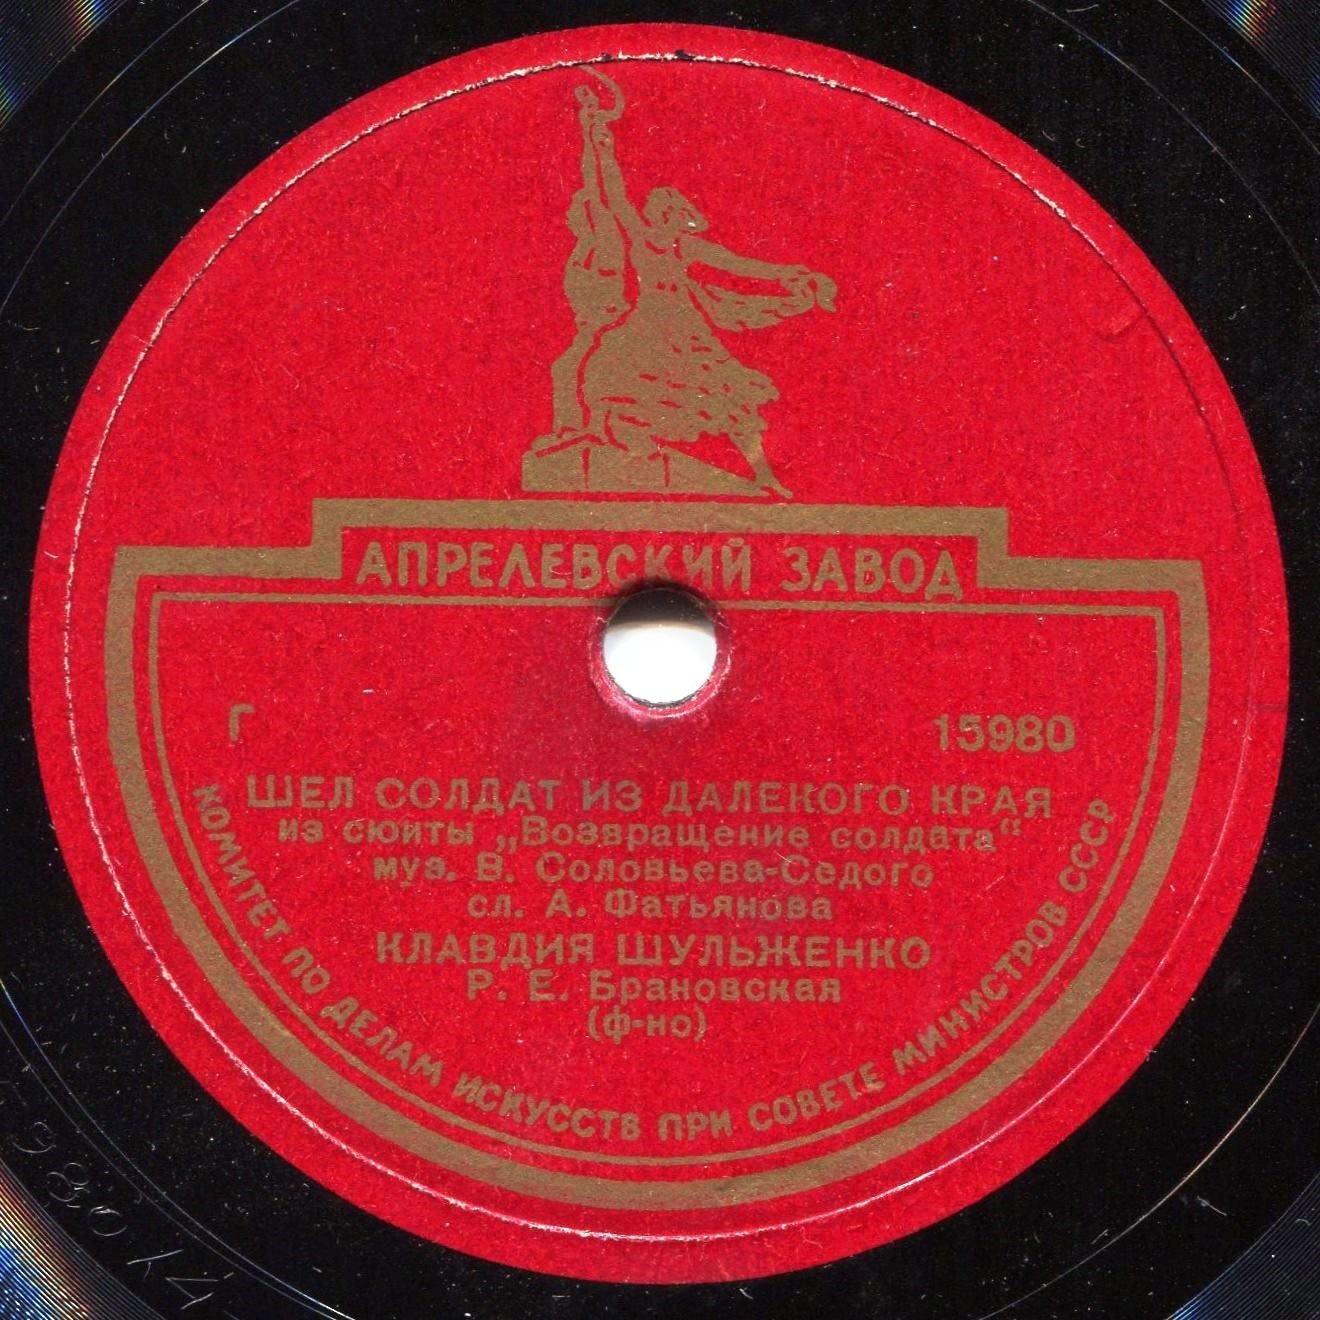 АПРЕЛЕВСКИЙ ЗАВОД
Г 15980
ШЕЛ СОЛДАТ ИЗ ДАЛЕКОГО КРАЯ
из сюиты „Возвращение солдата“
муз. В. Соловьева-Седого
сл. А. Фатьянова
КЛАВДИЯ ШУЛЬЖЕНКО
Р. Е. Брановская
(ф-но)
КОМИТЕТ ПО ДЕЛАМ ИСКУССТВ ПРИ СОВЕТЕ МИНИСТРОВ СССР